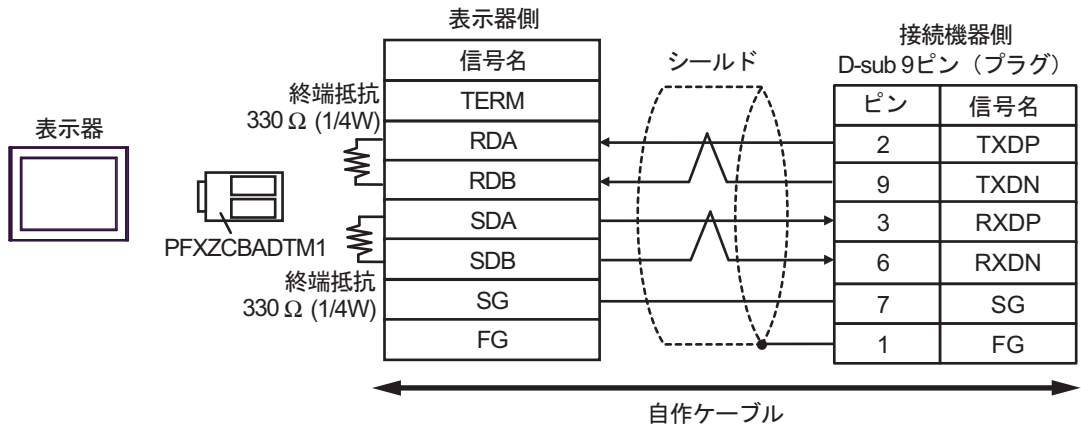 表示器
PFXZCBADTM1
終端抵抗
330 Ω (1/4W)
終端抵抗
330 Ω (1/4W)
表示器側
信号名
TERM
RDA
RDB
SDA
SDB
SG
FG
シールド
接続機器側
D-sub 9ピン（プラグ）
ピン 信号名
2 TXDP
9 TXDN
3 RXDP
6 RXDN
7 SG
1 FG
自作ケーブル